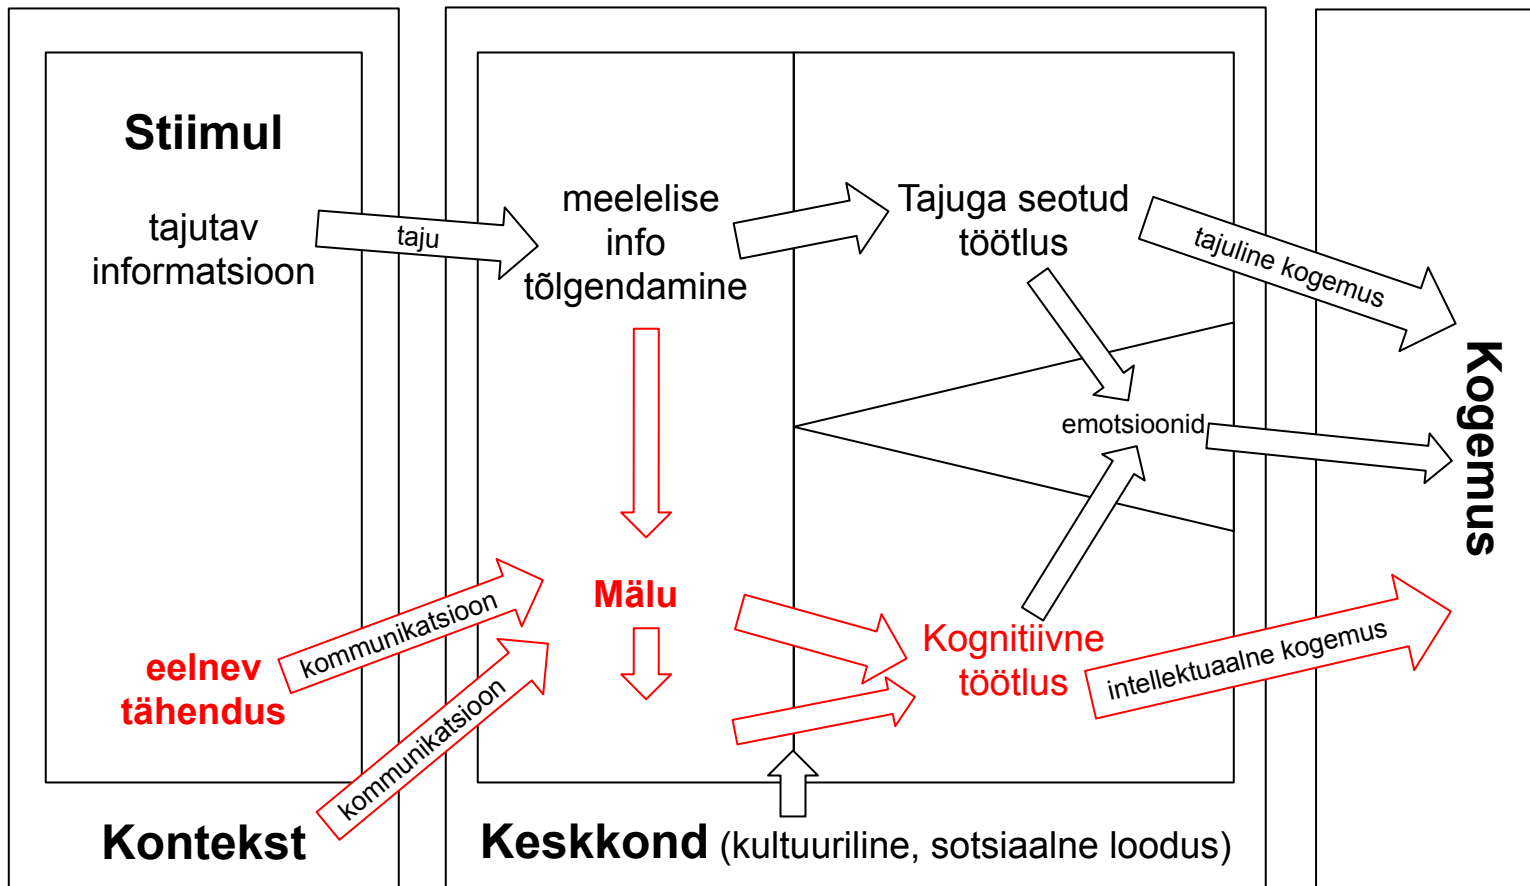 Stiimul
tajutav
informatsioon
taju
meelelise
info
tõlgendamine
Tajuga seotud
töötlus
tajuline kogemus
emotsioonid
Kogemus
Mälu
kommunikatsioon
eelnev
tähendus
kommunikatsioon
Kognitiivne
töötlus
intellektuaalne kogemus
Kontekst
Keskkond (kultuuriline, sotsiaalne loodus)